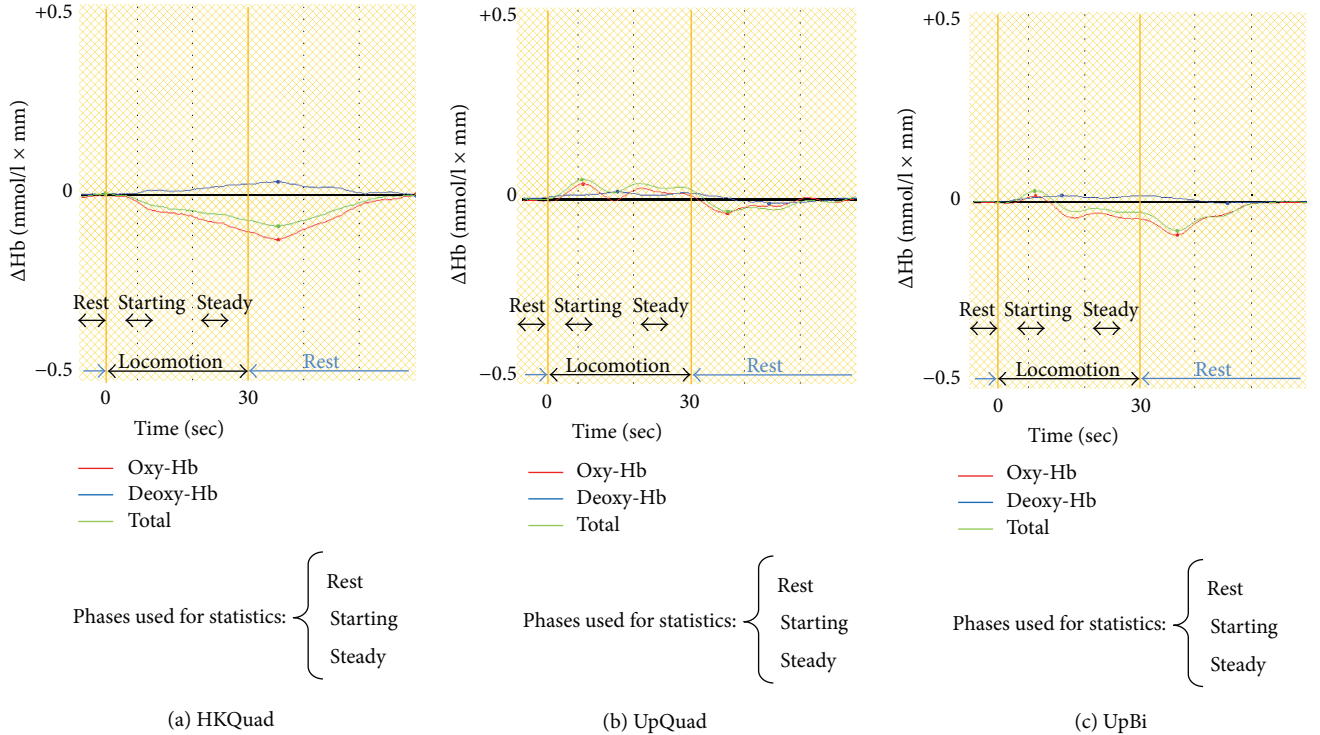 +0.5
ΔHb (mmol/l × mm)
0
Rest Starting Steady
Locomotion Rest
−0.5
0 30
Time (sec)
Oxy-Hb
Deoxy-Hb
Total
Phases used for statistics:
Rest
Starting
Steady
(a) HKQuad
+0.5
ΔHb (mmol/l × mm)
0
Rest Starting Steady
Locomotion Rest
−0.5
0 30
Time (sec)
Oxy-Hb
Deoxy-Hb
Total
Phases used for statistics:
Rest
Starting
Steady
(b) UpQuad
+0.5
ΔHb (mmol/l × mm)
0
Rest Starting Steady
Locomotion Rest
−0.5
0 30
Time (sec)
Oxy-Hb
Deoxy-Hb
Total
Phases used for statistics:
Rest
Starting
Steady
(c) UpBi